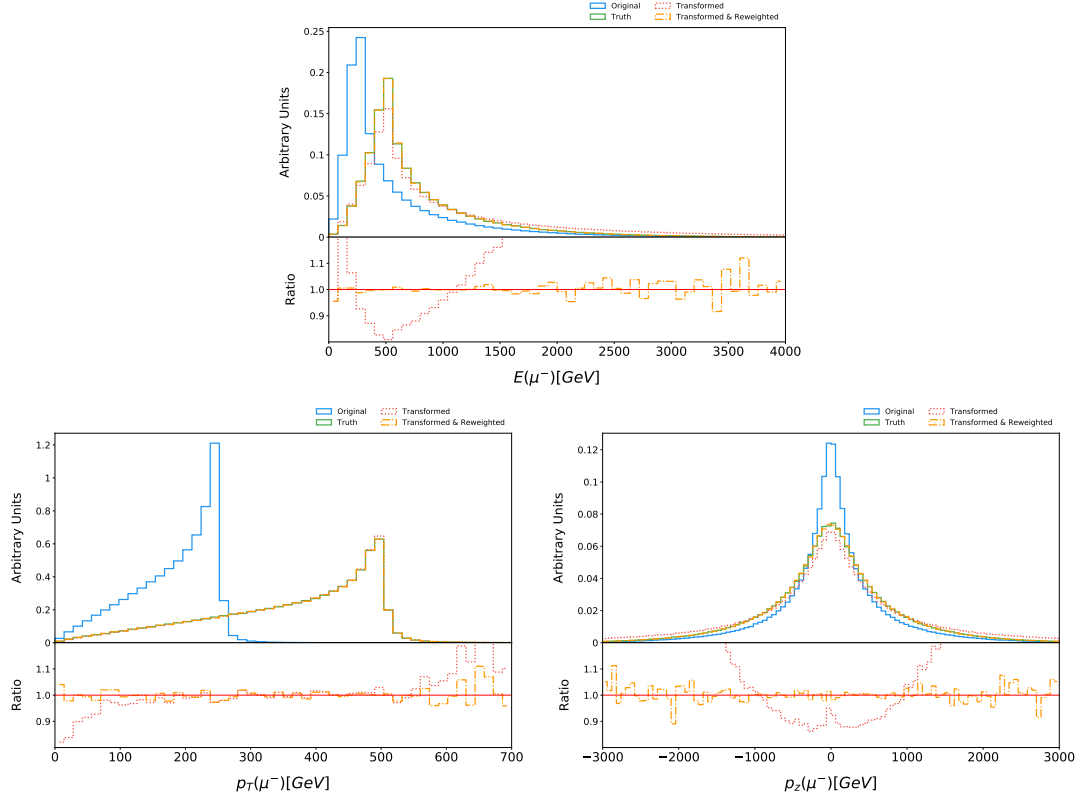 Original Transformed
Truth Transformed & Reweighted
0.25
0.2
0.15
0.1
0.05
0
Arbitrary Units
1.1
1.0
0.9
Ratio
0 500 1000 1500 2000 2500 3000 3500 4000
E(μ⁻)[GeV]
Original Transformed
Truth Transformed & Reweighted
1.2
1
0.8
0.6
0.4
0.2
0
Arbitrary Units
1.1
1.0
0.9
Ratio
0 100 200 300 400 500 600 700
p_T(μ⁻)[GeV]
Original Transformed
Truth Transformed & Reweighted
0.12
0.1
0.08
0.06
0.04
0.02
0
Arbitrary Units
1.1
1.0
0.9
Ratio
−3000 −2000 −1000 0 1000 2000 3000
p_z(μ⁻)[GeV]